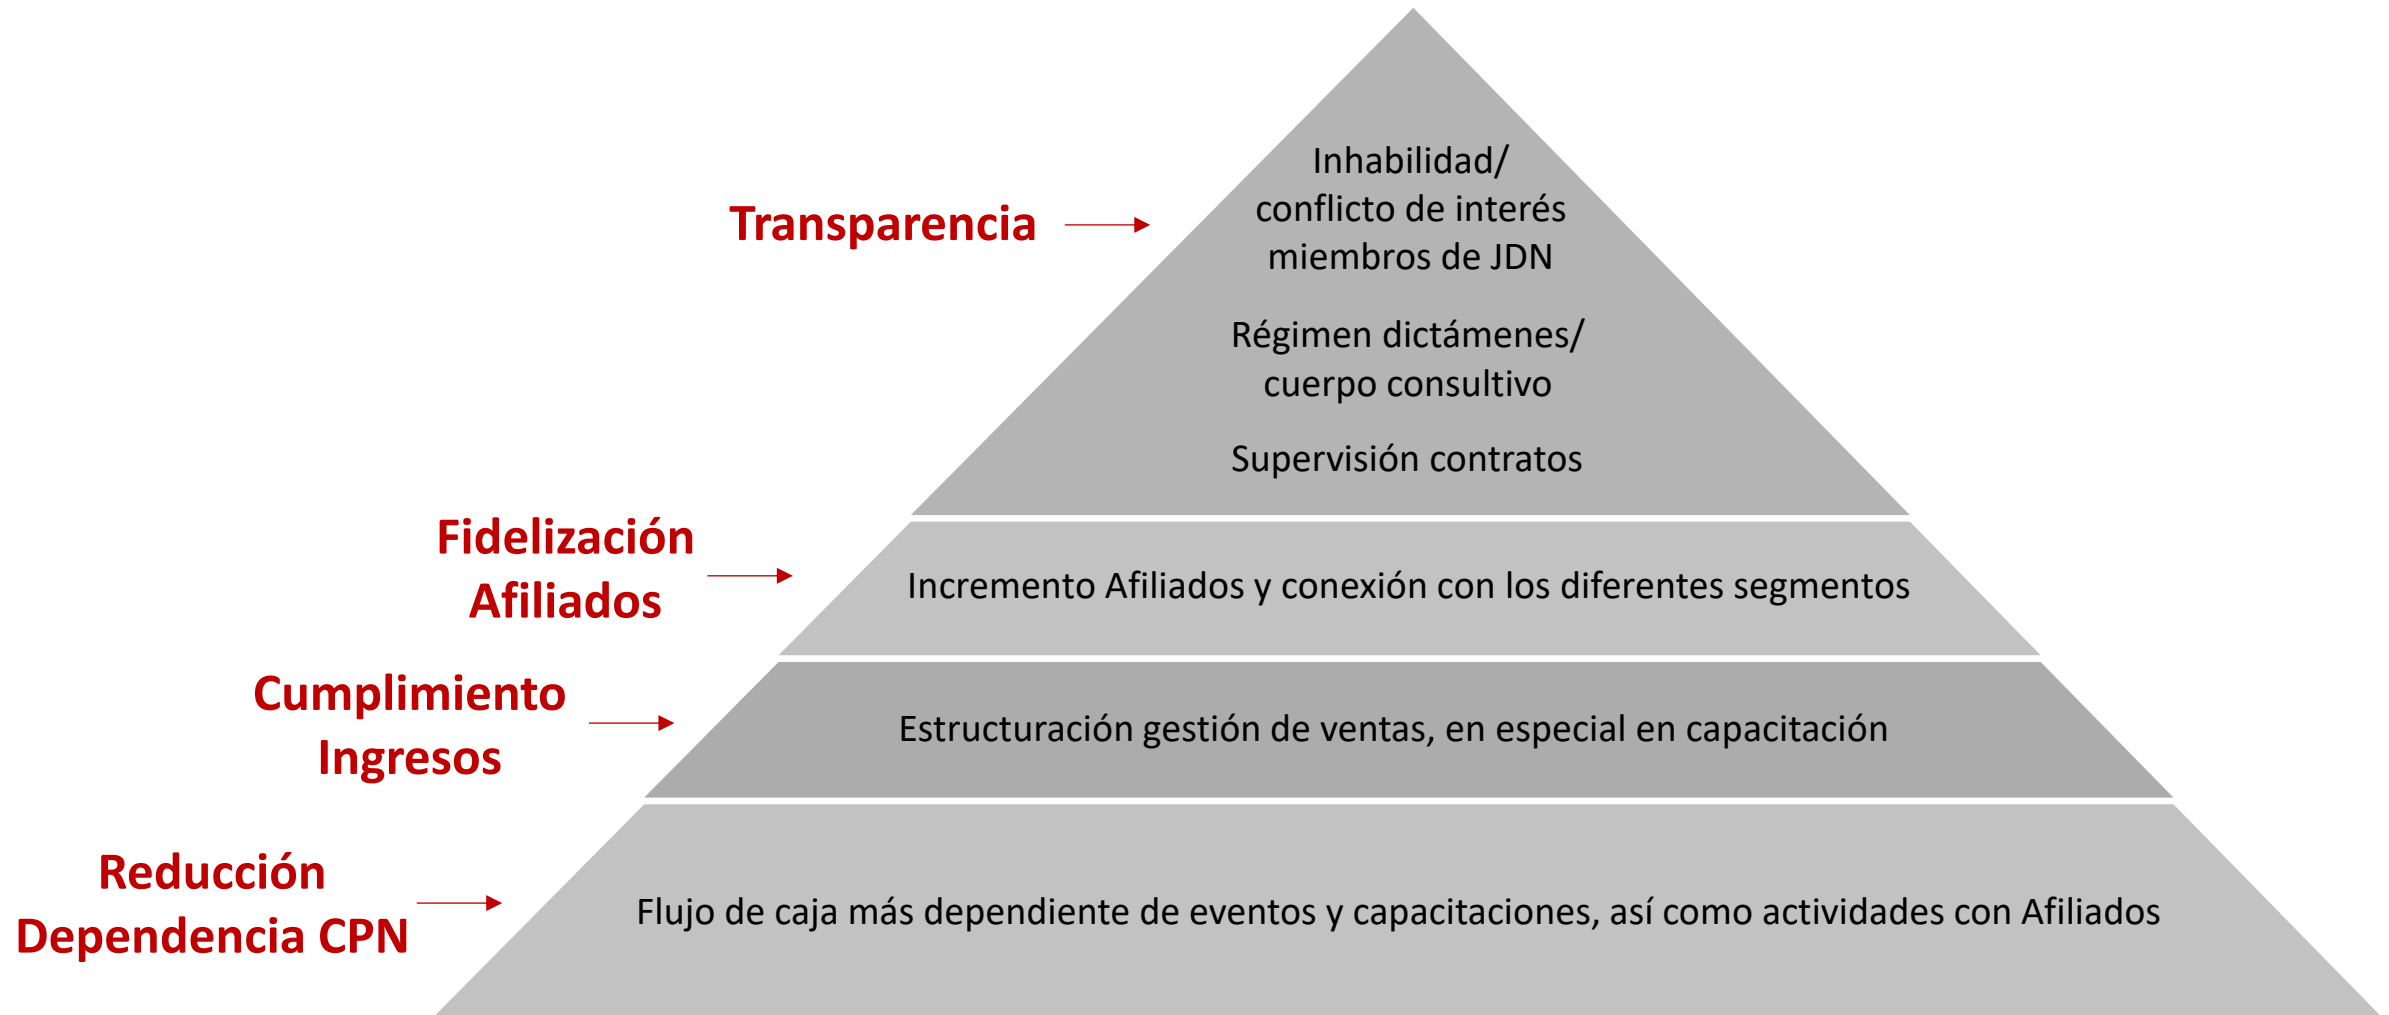 Transparencia
Inhabilidad/
conflicto de interés
miembros de JDN
Régimen dictámenes/
cuerpo consultivo
Supervisión contratos
Fidelización
Afiliados
Incremento Afiliados y conexión con los diferentes segmentos
Cumplimiento
Ingresos
Estructuración gestión de ventas, en especial en capacitación
Reducción
Dependencia CPN
Flujo de caja más dependiente de eventos y capacitaciones, así como actividades con Afiliados